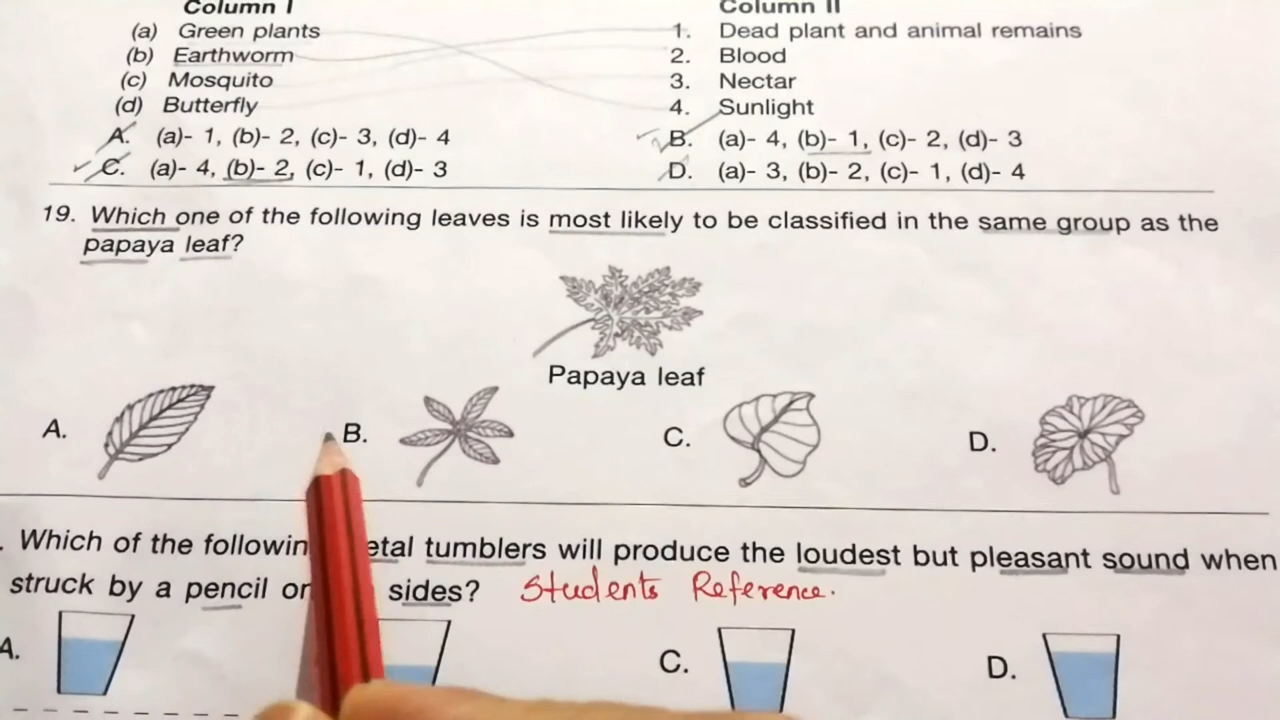 Column I Column II
(a) Green plants 1. Dead plant and animal remains
(b) Earthworm 2. Blood
(c) Mosquito 3. Nectar
(d) Butterfly 4. Sunlight
A. (a)- 1, (b)- 2, (c)- 3, (d)- 4 B. (a)- 4, (b)- 1, (c)- 2, (d)- 3
C. (a)- 4, (b)- 2, (c)- 1, (d)- 3 D. (a)- 3, (b)- 2, (c)- 1, (d)- 4
19. Which one of the following leaves is most likely to be classified in the same group as the
papaya leaf?
Papaya leaf
A. B. C. D.
. Which of the followin etal tumblers will produce the loudest but pleasant sound when
struck by a pencil on sides? Students Reference.
A. C. D.